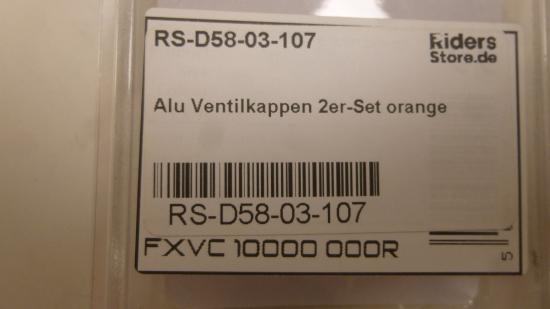 RS-D58-03-107
Riders
Store.de
Alu Ventilkappen 2er-Set orange
RS-D58-03-107
FXVC 10000 000R
5